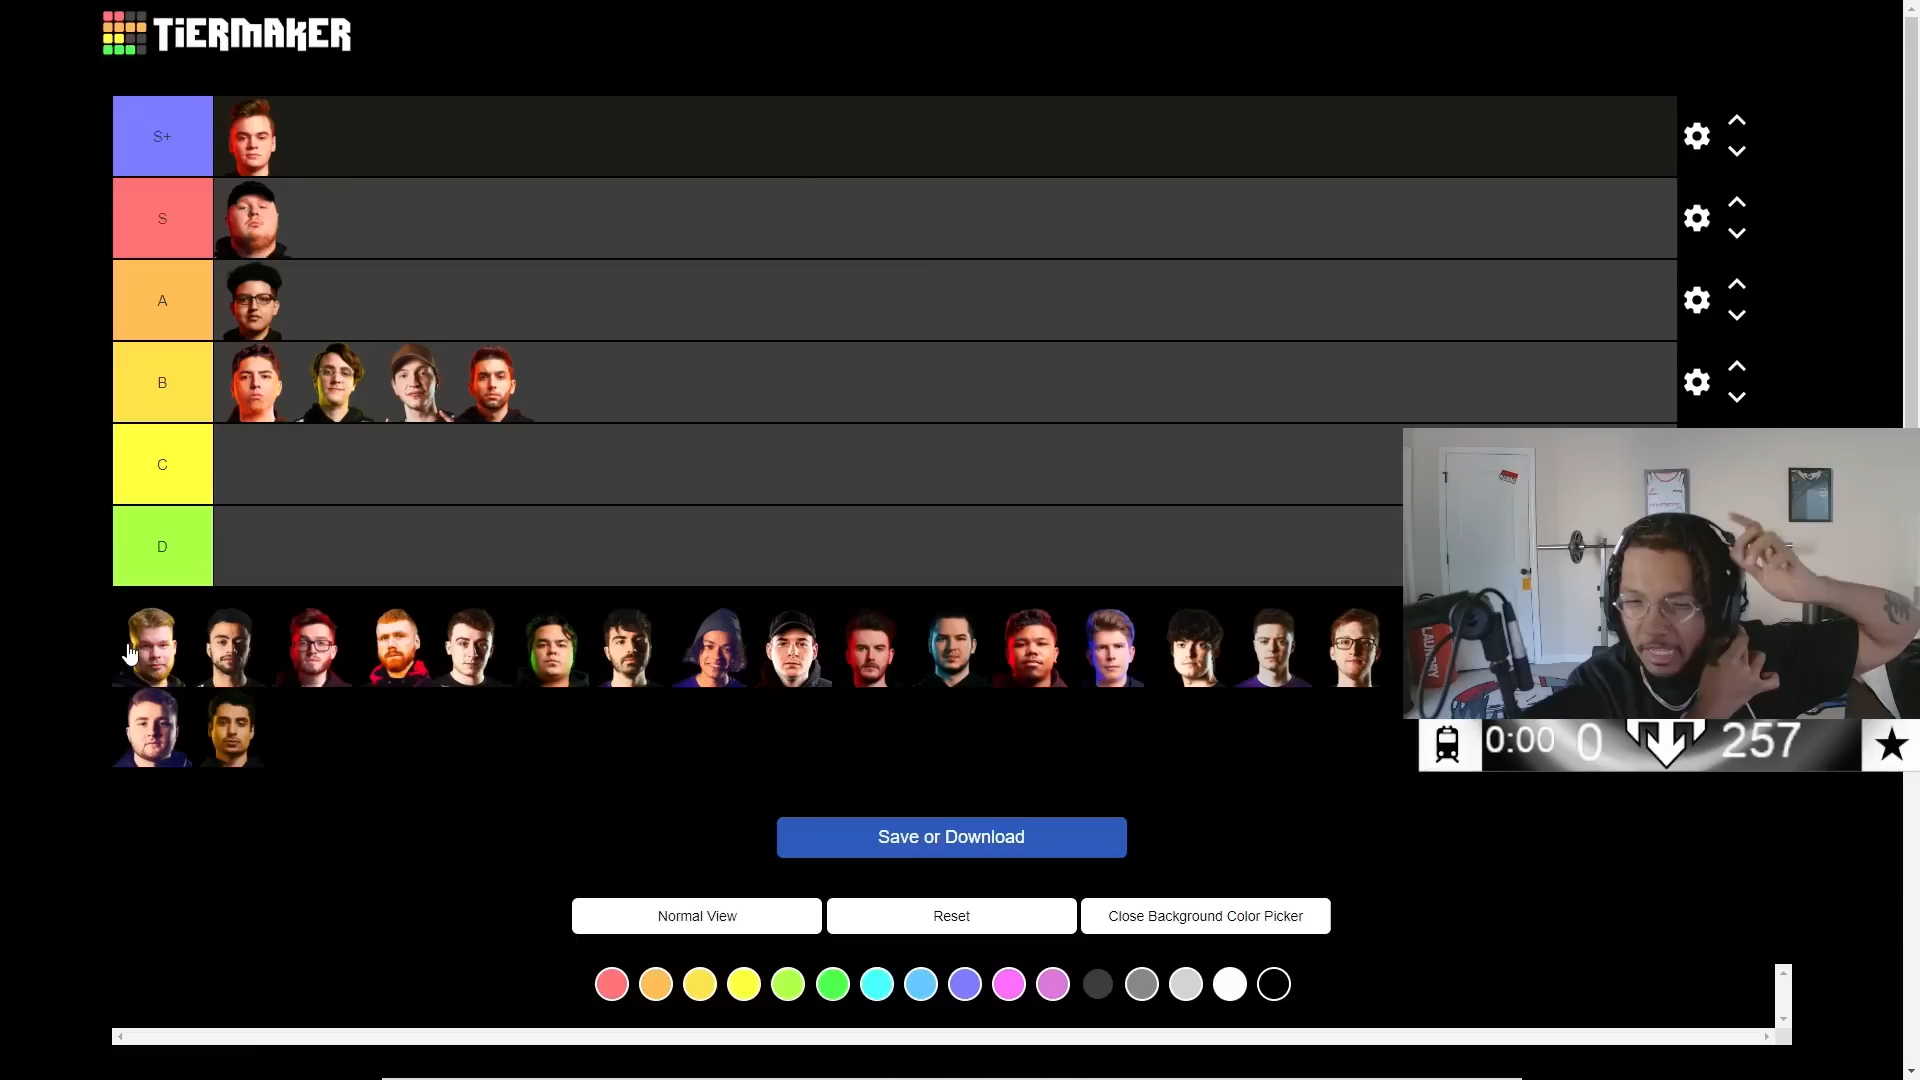 TiERMAKER
S+
S
A
B
C
D
0:00 0 257
Save or Download
Normal View
Reset
Close Background Color Picker